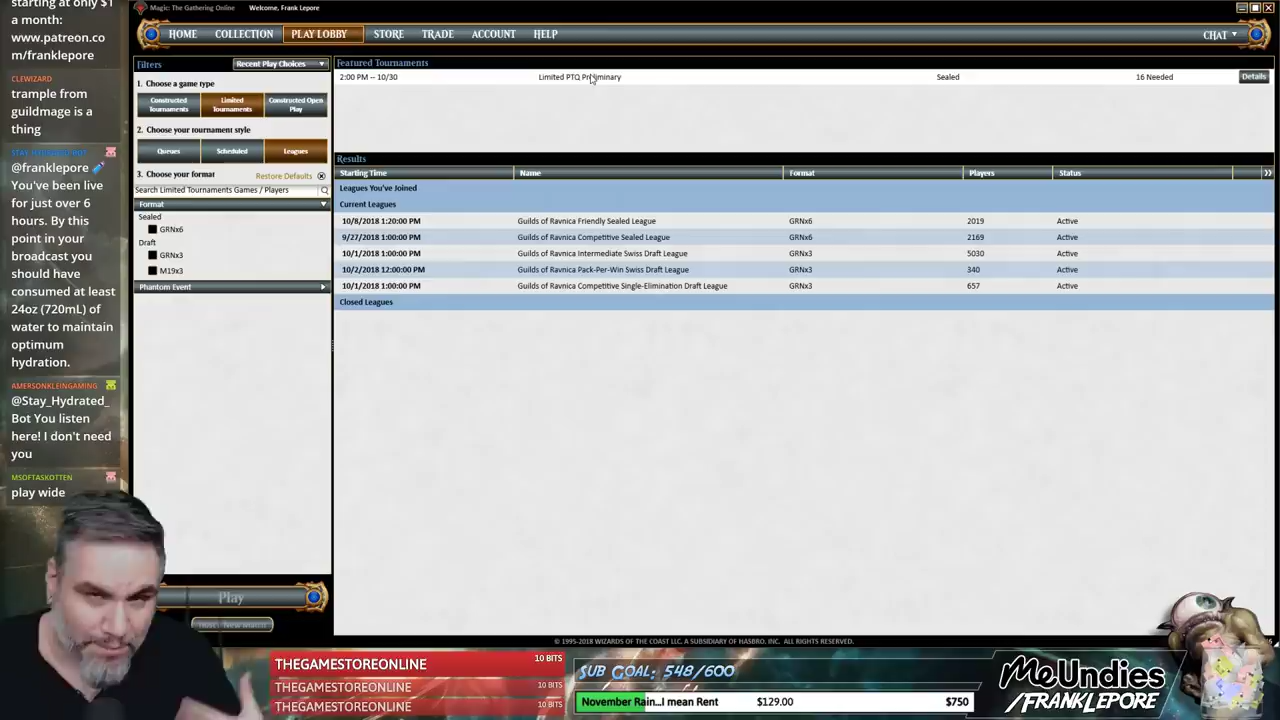 starting at only $1
a month:
www.patreon.co
m/franklepore
CLEWIZARD
trample from
guildmage is a
thing
@franklepore
You've been live
for just over 6
hours. By this
point in your
broadcast you
should have
consumed at least
24oz (720mL) of
of water to maintain
optimum
hydration.
AMERSONKLEINGAMING
@Stay_Hydrated_
Bot You listen
here! I don't need
you
MSOFTASKOTTEN
play wide
Magic: The Gathering Online Welcome, Frank Lepore
HOME COLLECTION PLAY LOBBY STORE TRADE ACCOUNT HELP CHAT
Filters Recent Play Choices
1. Choose a game type
Constructed Tournaments Limited Tournaments Constructed Open Play
2. Choose your tournament style
Queues Scheduled Leagues
3. Choose your format Restore Defaults
Search Limited Tournaments Games / Players
Format
Sealed
GRNx6
Draft
GRNx3
M19x3
Phantom Event
Play
Featured Tournaments
2:00 PM -- 10/30 Limited PTQ Preliminary Sealed 16 Needed Details
Results
Starting Time Name Format Players Status
Leagues You've Joined
Current Leagues
10/8/2018 1:20:00 PM Guilds of Ravnica Friendly Sealed League GRNx6 2019 Active
9/27/2018 1:00:00 PM Guilds of Ravnica Competitive Sealed League GRNx6 2169 Active
10/1/2018 1:00:00 PM Guilds of Ravnica Intermediate Swiss Draft League GRNx3 5030 Active
10/2/2018 12:00:00 PM Guilds of Ravnica Pack-Per-Win Swiss Draft League GRNx3 340 Active
10/1/2018 1:00:00 PM Guilds of Ravnica Competitive Single-Elimination Draft League GRNx3 657 Active
Closed Leagues
© 1995-2018 WIZARDS OF THE COAST LLC, A SUBSIDIARY OF HASBRO, INC. ALL RIGHTS RESERVED.
THEGAMESTOREONLINE 10 BITS
THEGAMESTOREONLINE 10 BITS
THEGAMESTOREONLINE 10 BITS
SUB GOAL: 548/600
November Rain...I mean Rent $129.00 $750
MeUndies
/FRANKLEPORE